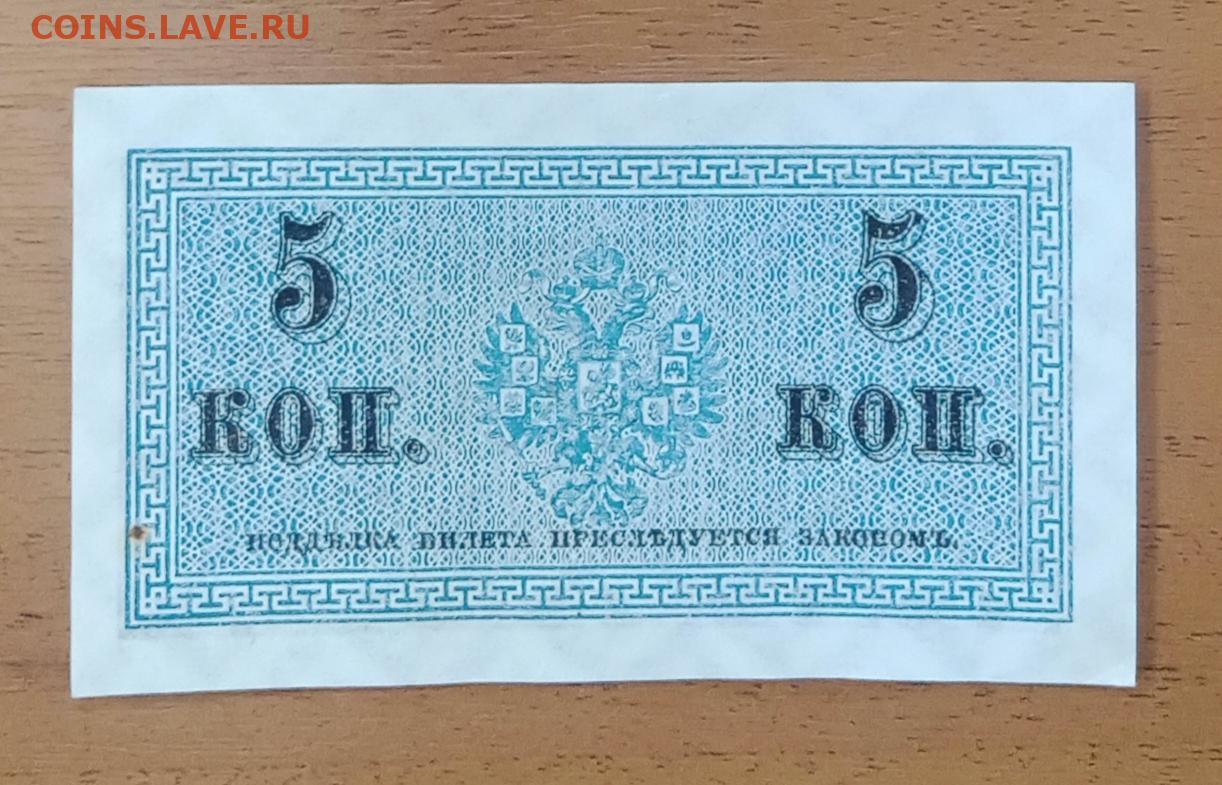 COINS.LAVE.RU
5 5
КОП. КОП.
ПОДДѢЛКА БИЛЕТА ПРЕСЛѢДУЕТСЯ ЗАКОНОМЪ.